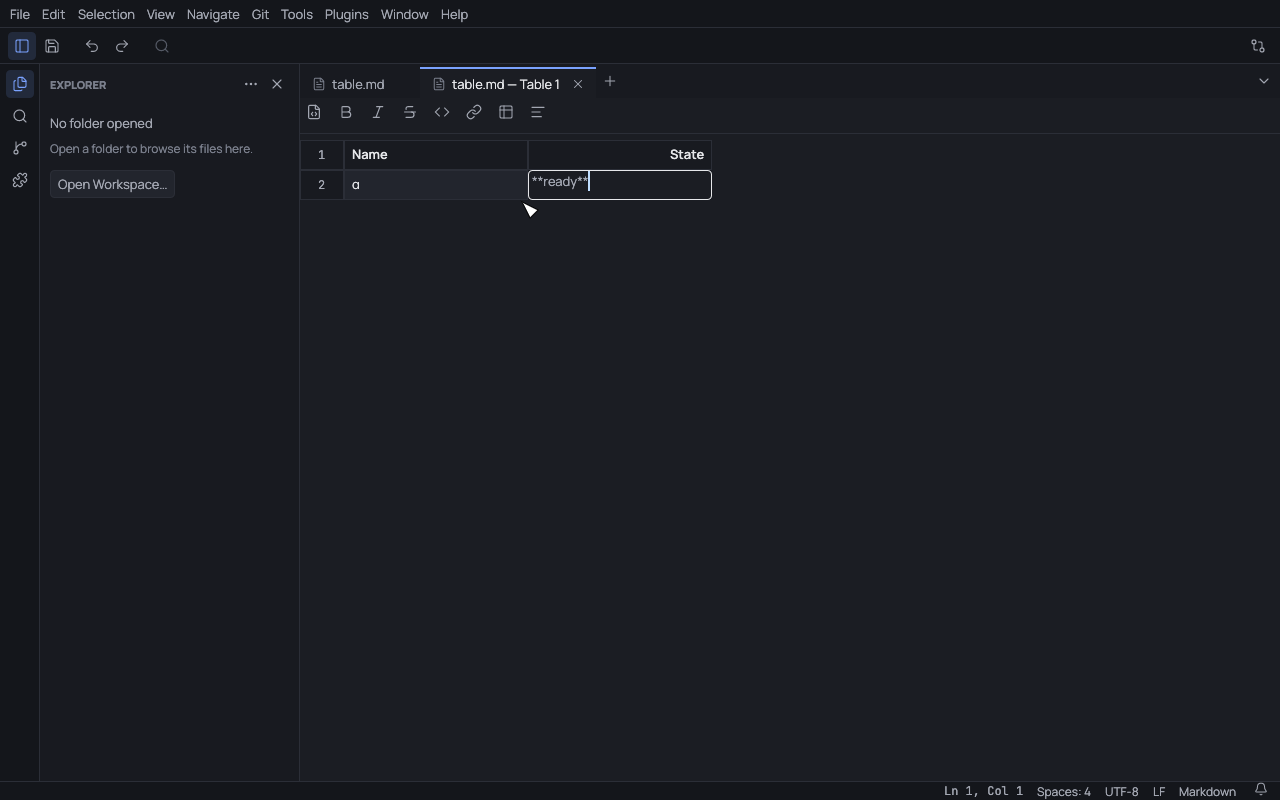 File Edit Selection View Navigate Git Tools Plugins Window Help
EXPLORER
No folder opened
Open a folder to browse its files here.
Open Workspace...
table.md
table.md — Table 1
1 Name State
2 a **ready**
Ln 1, Col 1 Spaces: 4 UTF-8 LF Markdown